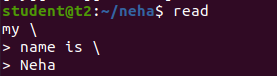 student@t2:~/neha$ read
my \
> name is \
> Neha